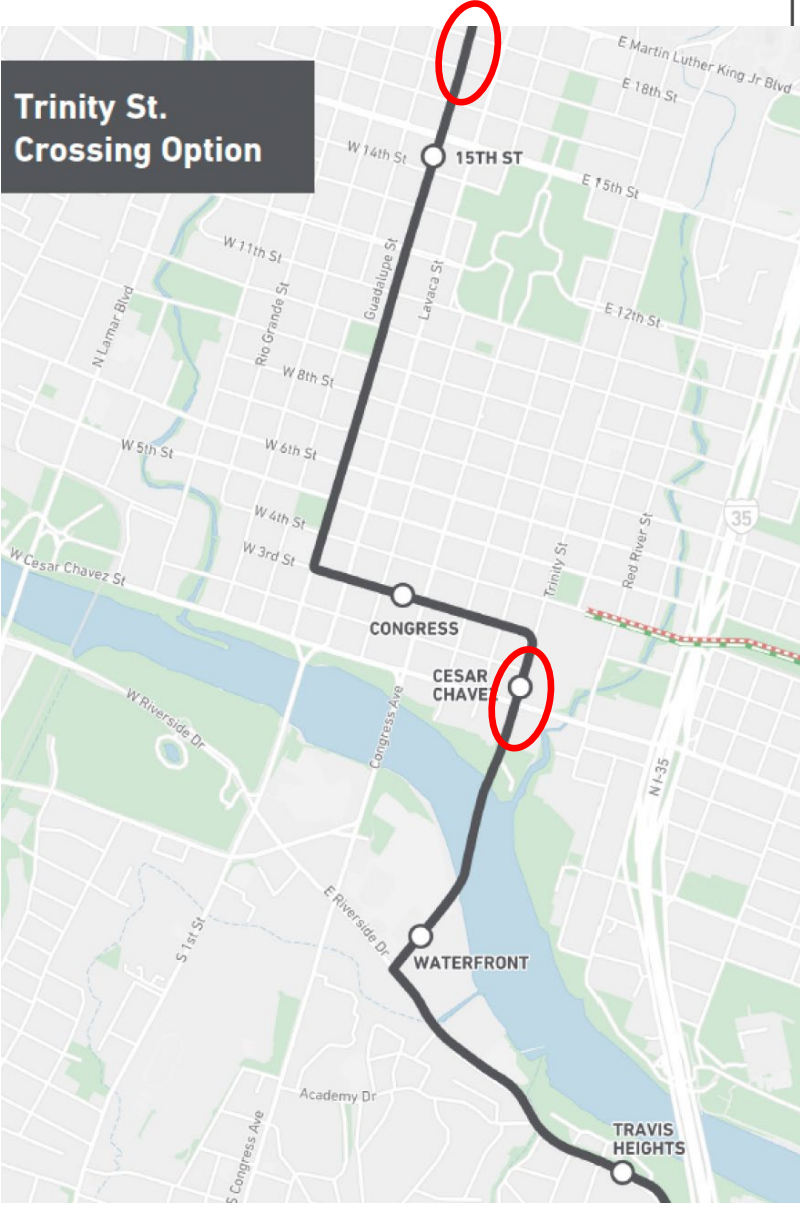 Trinity St.
Crossing Option
E Martin Luther King Jr Blvd
E 18th St
W 14th St
15TH ST
E 15th St
W 11th St
Guadalupe St
Lavaca St
Rio Grande St
N Lamar Blvd
E 12th St
W 8th St
W 6th St
W 5th St
W 4th St
W 3rd St
35
Trinity St
Red River St
W Cesar Chavez St
CONGRESS
CESAR
CHAVEZ
W Riverside Dr
Congress Ave
N I-35
E Riverside Dr
S 1st St
WATERFRONT
Academy Dr
S Congress Ave
TRAVIS
HEIGHTS